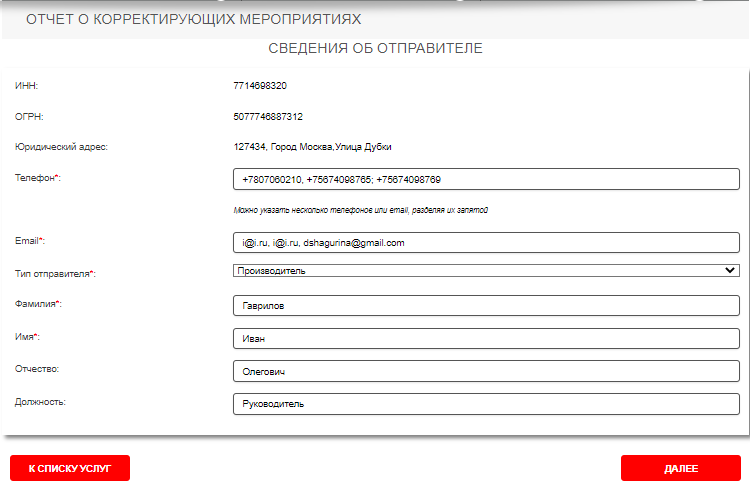 ОТЧЕТ О КОРРЕКТИРУЮЩИХ МЕРОПРИЯТИЯХ
СВЕДЕНИЯ ОБ ОТПРАВИТЕЛЕ
ИНН: 7714698320
ОГРН: 5077746887312
Юридический адрес: 127434, Город Москва,Улица Дубки
Телефон*: +7807060210, +75674098765; +75674098769
Можно указать несколько телефонов или email, разделяя их запятой
Email*: i@i.ru, i@i.ru, dshagurina@gmail.com
Тип отправителя*: Производитель
Фамилия*: Гаврилов
Имя*: Иван
Отчество: Олегович
Должность: Руководитель
К СПИСКУ УСЛУГ ДАЛЕЕ